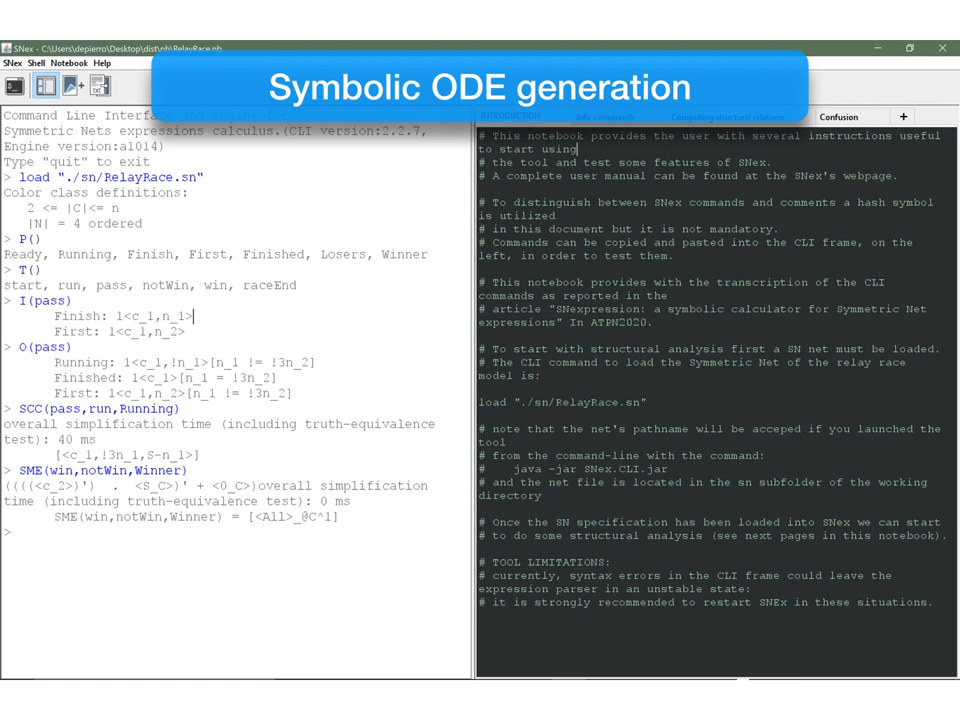 SNex - C:\Users\depierro\Desktop\dist\nb\RelayRace.nb
SNex Shell Notebook Help
Symbolic ODE generation
Command Line Interface and engine for
Symmetric Nets expressions calculus.(CLI version:2.2.7,
Engine version:a1014)
Type "quit" to exit
> load "./sn/RelayRace.sn"
Color class definitions:
2 <= |C|<= n
|N| = 4 ordered
> P()
Ready, Running, Finish, First, Finished, Losers, Winner
> T()
start, run, pass, notWin, win, raceEnd
> I(pass)
Finish: 1<c_1,n_1>
First: 1<c_1,n_2>
> O(pass)
Running: 1<c_1,!n_1>[n_1 != !3n_2]
Finished: 1<c_1>[n_1 = !3n_2]
First: 1<c_1,n_2>[n_1 != !3n_2]
> SCC(pass,run,Running)
overall simplification time (including truth-equivalence
test): 40 ms
[<c_1,!3n_1,S-n_1>]
> SME(win,notWin,Winner)
((((<c_2>)') . <S_C>)' + <0_C>)overall simplification
time (including truth-equivalence test): 0 ms
SME(win,notWin,Winner) = [<All>_@C^1]
>
INTRODUCTION Info commands Computing structural relations Confusion +
# This notebook provides the user with several instructions useful
to start using
# the tool and test some features of SNex.
# A complete user manual can be found at the SNex's webpage.
# To distinguish between SNex commands and comments a hash symbol
is utilized
# in this document but it is not mandatory.
# Commands can be copied and pasted into the CLI frame, on the
left, in order to test them.
# This notebook provides with the transcription of the CLI
commands as reported in the
# article "SNexpression: a symbolic calculator for Symmetric Net
expressions" In ATPN2020.
# To start with structural analysis first a SN net must be loaded.
# The CLI command to load the Symmetric Net of the relay race
model is:
load "./sn/RelayRace.sn"
# note that the net's pathname will be acceped if you launched the
tool
# from the command-line with the command:
# java -jar SNex.CLI.jar
# and the net file is located in the sn subfolder of the working
directory
# Once the SN specification has been loaded into SNex we can start
# to do some structural analysis (see next pages in this notebook).
# TOOL LIMITATIONS:
# currently, syntax errors in the CLI frame could leave the
expression parser in an unstable state:
# it is strongly recommended to restart SNEx in these situations.